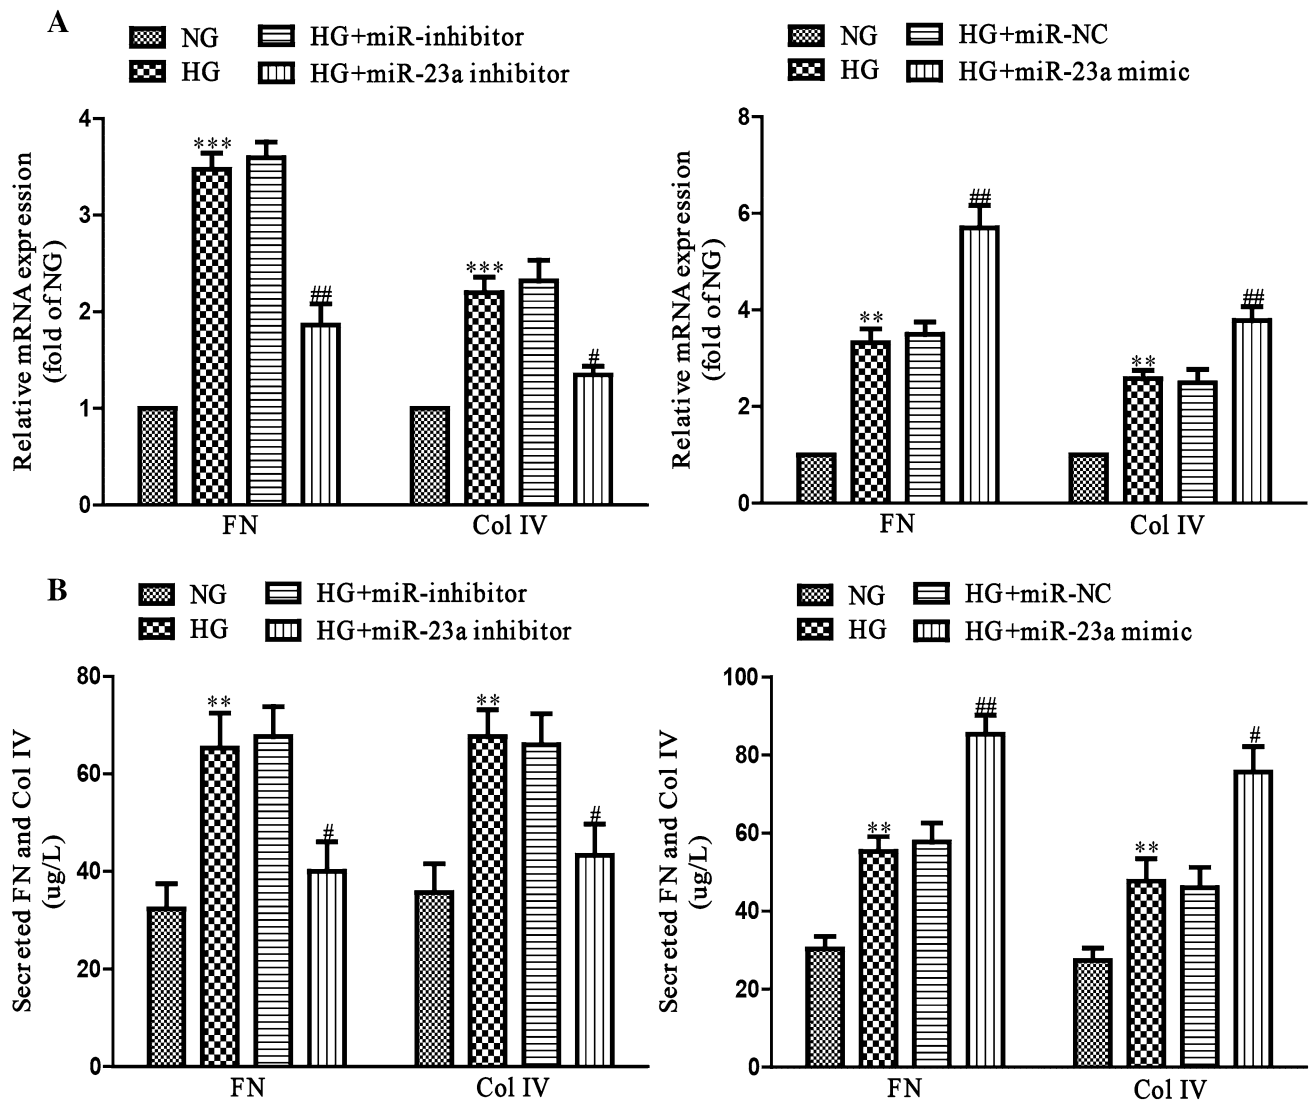 A
NG HG+miR-inhibitor
HG HG+miR-23a inhibitor
Relative mRNA expression
(fold of NG)
4
3
2
1
0
***
##
***
#
FN Col IV
NG HG+miR-NC
HG HG+miR-23a mimic
Relative mRNA expression
(fold of NG)
8
6
4
2
0
**
##
**
##
FN Col IV
B
NG HG+miR-inhibitor
HG HG+miR-23a inhibitor
Secreted FN and Col IV
(ug/L)
80
60
40
20
0
**
#
**
#
FN Col IV
NG HG+miR-NC
HG HG+miR-23a mimic
Secreted FN and Col IV
(ug/L)
100
80
60
40
20
0
**
##
**
#
FN Col IV